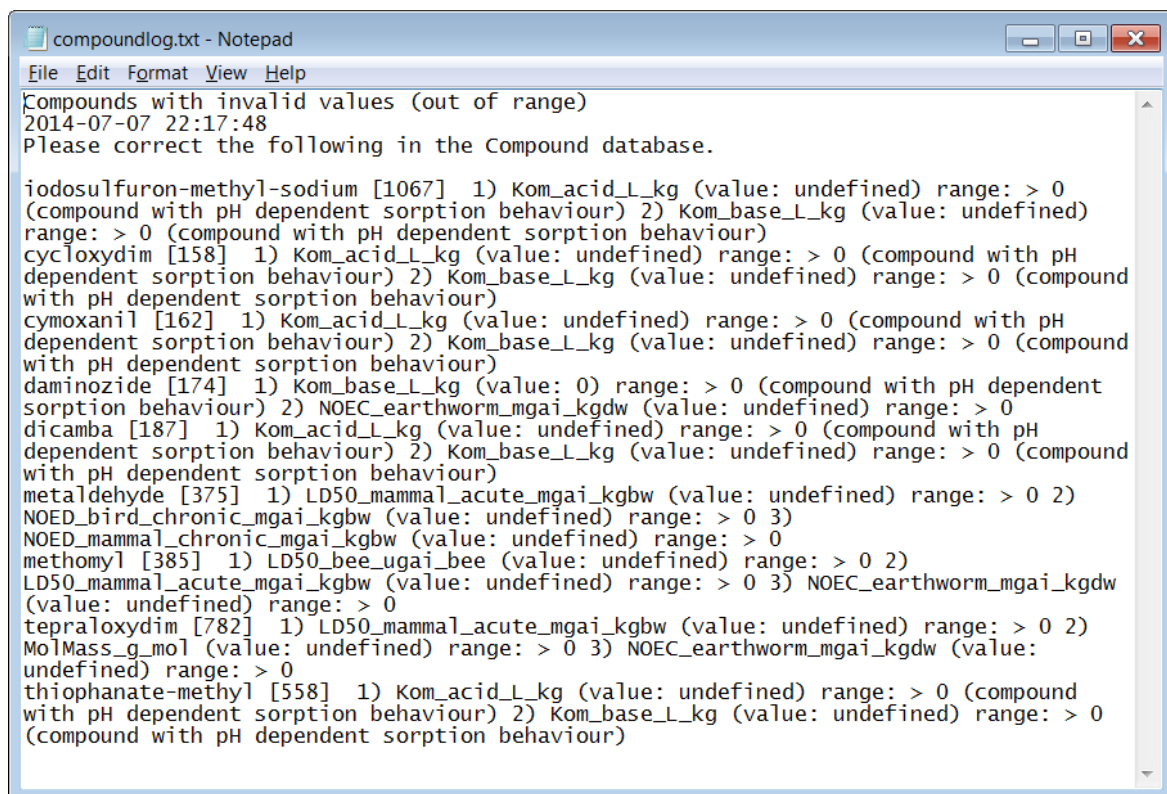 compoundlog.txt - Notepad
File Edit Format View Help
Compounds with invalid values (out of range)
2014-07-07 22:17:48
Please correct the following in the Compound database.
iodosulfuron-methyl-sodium [1067]  1) Kom_acid_L_kg (value: undefined) range: > 0
(compound with pH dependent sorption behaviour) 2) Kom_base_L_kg (value: undefined)
range: > 0 (compound with pH dependent sorption behaviour)
cycloxydim [158]  1) Kom_acid_L_kg (value: undefined) range: > 0 (compound with pH
dependent sorption behaviour) 2) Kom_base_L_kg (value: undefined) range: > 0 (compound
with pH dependent sorption behaviour)
cymoxanil [162]  1) Kom_acid_L_kg (value: undefined) range: > 0 (compound with pH
dependent sorption behaviour) 2) Kom_base_L_kg (value: undefined) range: > 0 (compound
with pH dependent sorption behaviour)
daminozide [174]  1) Kom_base_L_kg (value: 0) range: > 0 (compound with pH dependent
sorption behaviour) 2) NOEC_earthworm_mgai_kgdw (value: undefined) range: > 0
dicamba [187]  1) Kom_acid_L_kg (value: undefined) range: > 0 (compound with pH
dependent sorption behaviour) 2) Kom_base_L_kg (value: undefined) range: > 0 (compound
with pH dependent sorption behaviour)
metaldehyde [375]  1) LD50_mammal_acute_mgai_kgbw (value: undefined) range: > 0 2)
NOED_bird_chronic_mgai_kgbw (value: undefined) range: > 0 3)
NOED_mammal_chronic_mgai_kgbw (value: undefined) range: > 0
methomyl [385]  1) LD50_bee_ugai_bee (value: undefined) range: > 0 2)
LD50_mammal_acute_mgai_kgbw (value: undefined) range: > 0 3) NOEC_earthworm_mgai_kgdw
(value: undefined) range: > 0
tepraloxydim [782]  1) LD50_mammal_acute_mgai_kgbw (value: undefined) range: > 0 2)
MolMass_g_mol (value: undefined) range: > 0 3) NOEC_earthworm_mgai_kgdw (value:
undefined) range: > 0
thiophanate-methyl [558]  1) Kom_acid_L_kg (value: undefined) range: > 0 (compound
with pH dependent sorption behaviour) 2) Kom_base_L_kg (value: undefined) range: > 0
(compound with pH dependent sorption behaviour)